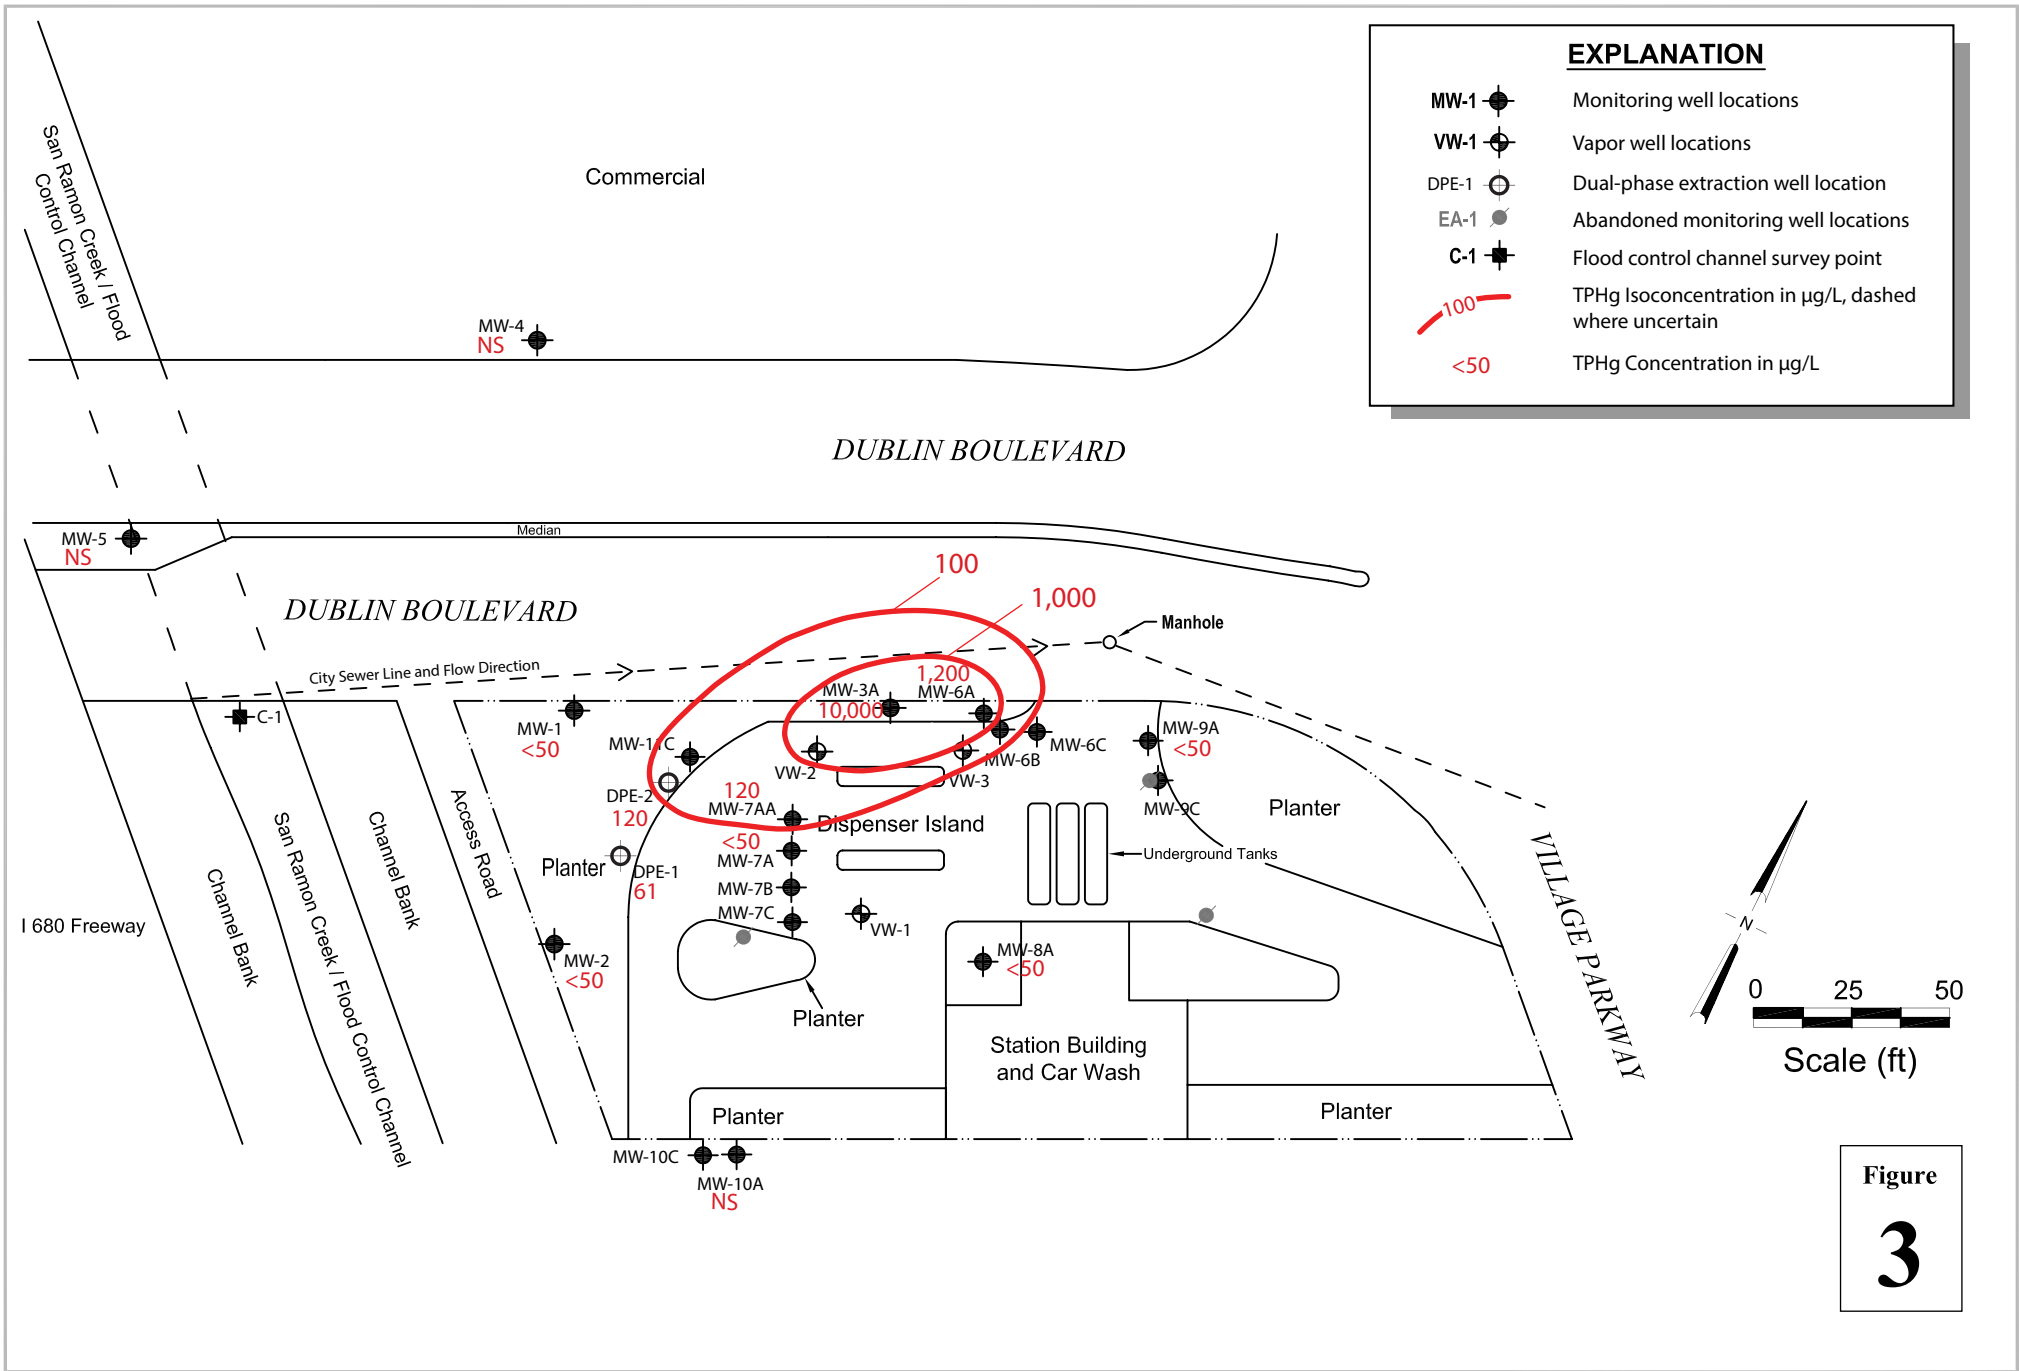 EXPLANATION
MW-1 Monitoring well locations
VW-1 Vapor well locations
DPE-1 Dual-phase extraction well location
EA-1 Abandoned monitoring well locations
C-1 Flood control channel survey point
100 TPHg Isoconcentration in µg/L, dashed
where uncertain
<50 TPHg Concentration in µg/L
San Ramon Creek / Flood
Control Channel
Commercial
MW-4
NS
DUBLIN BOULEVARD
MW-5
NS
Median
100
1,000
DUBLIN BOULEVARD
Manhole
City Sewer Line and Flow Direction
1,200
MW-3A
MW-6A
10,000
C-1
MW-1
<50
MW-11C
MW-9A
<50
MW-6C
MW-6B
VW-2
VW-3
DPE-2
120
120
MW-7AA
MW-9C
Planter
Dispenser Island
<50
MW-7A
Underground Tanks
Planter
DPE-1
61
MW-7B
MW-7C
VW-1
Access Road
Channel Bank
San Ramon Creek / Flood Control Channel
Channel Bank
I 680 Freeway
MW-2
<50
MW-8A
<50
Planter
Station Building
and Car Wash
Planter
Planter
MW-10C
MW-10A
NS
VILLAGE PARKWAY
N
0 25 50
Scale (ft)
Figure
3